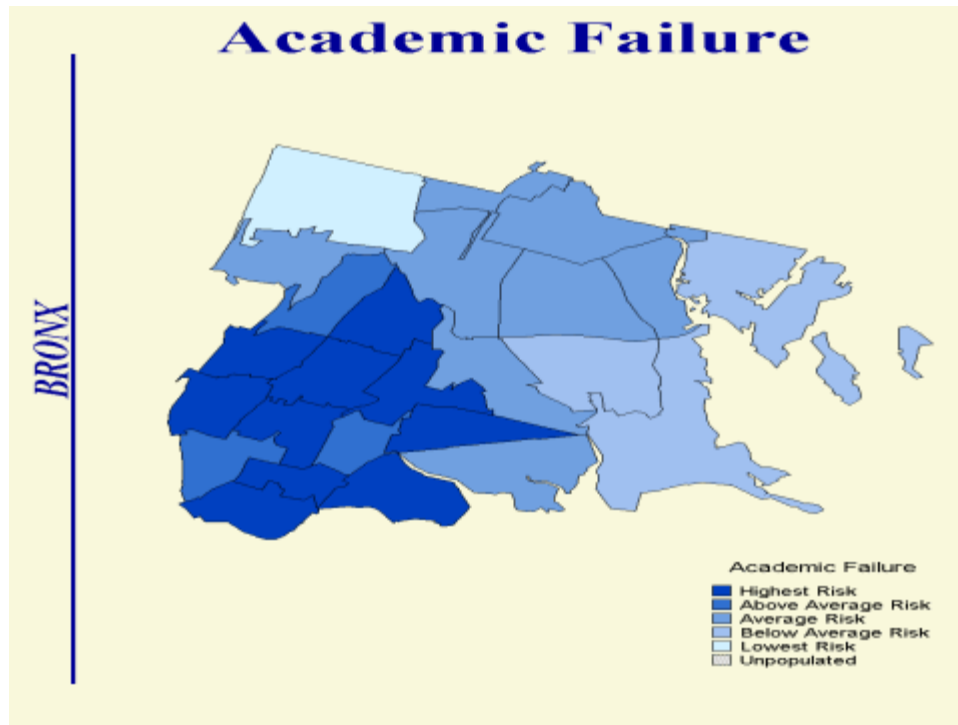 Academic Failure
BRONX
Academic Failure
Highest Risk
Above Average Risk
Average Risk
Below Average Risk
Lowest Risk
Unpopulated